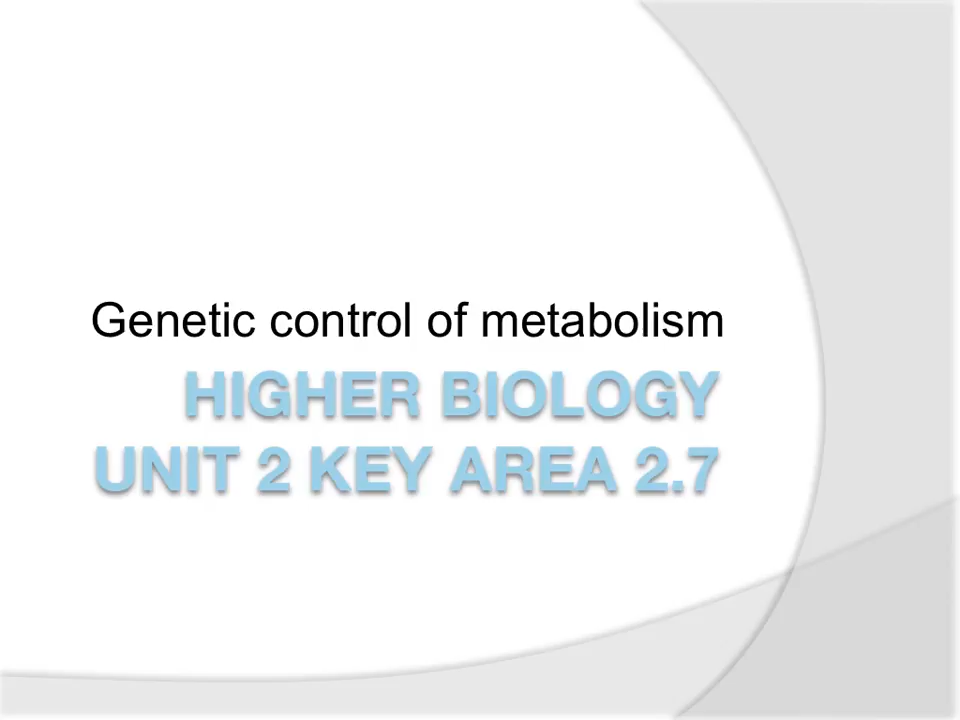 Genetic control of metabolism
HIGHER BIOLOGY
UNIT 2 KEY AREA 2.7